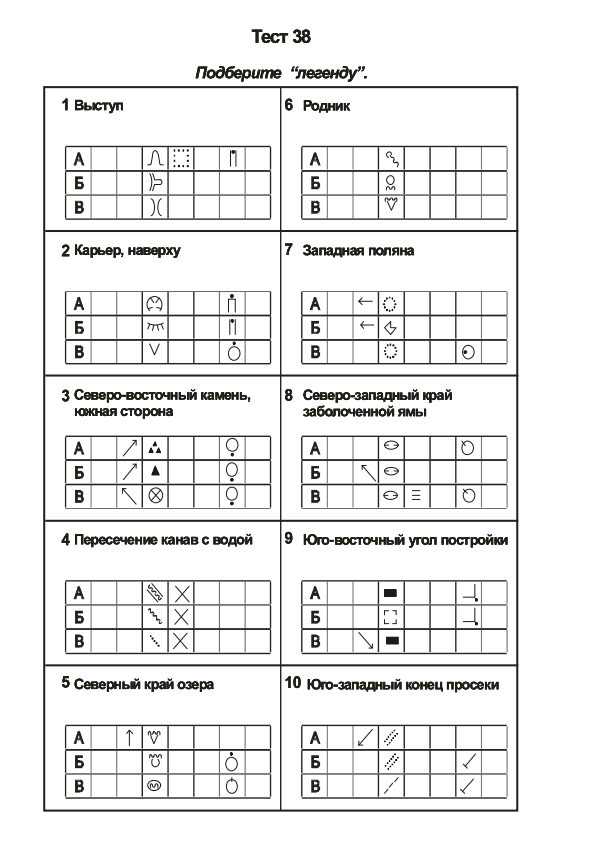 Тест 38
Подберите “легенду”.
1 Выступ
А
Б
В
6 Родник
А
Б
В
2 Карьер, наверху
А
Б
В
7 Западная поляна
А
Б
В
3 Северо-восточный камень,
южная сторона
А
Б
В
8 Северо-западный край
заболоченной ямы
А
Б
В
4 Пересечение канав с водой
А
Б
В
9 Юго-восточный угол постройки
А
Б
В
5 Северный край озера
А
Б
В
10 Юго-западный конец просеки
А
Б
В